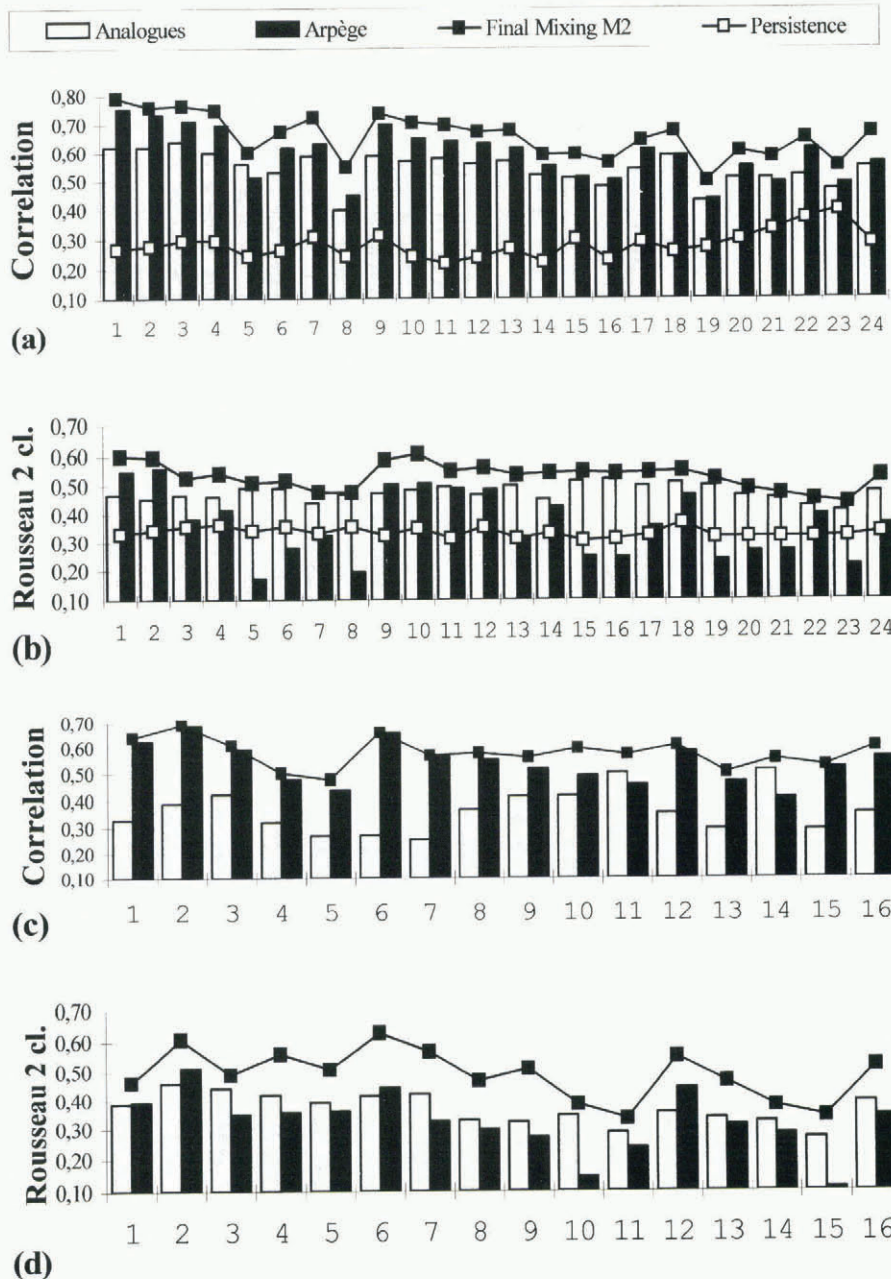 Analogues Arpège Final Mixing M2 Persistence
Correlation
0,80
0,70
0,60
0,50
0,40
0,30
0,20
0,10
(a)
1 2 3 4 5 6 7 8 9 10 11 12 13 14 15 16 17 18 19 20 21 22 23 24
Rousseau 2 cl.
0,70
0,60
0,50
0,40
0,30
0,20
0,10
(b)
1 2 3 4 5 6 7 8 9 10 11 12 13 14 15 16 17 18 19 20 21 22 23 24
Correlation
0,70
0,60
0,50
0,40
0,30
0,20
0,10
(c)
1 2 3 4 5 6 7 8 9 10 11 12 13 14 15 16
Rousseau 2 cl.
0,70
0,60
0,50
0,40
0,30
0,20
0,10
(d)
1 2 3 4 5 6 7 8 9 10 11 12 13 14 15 16